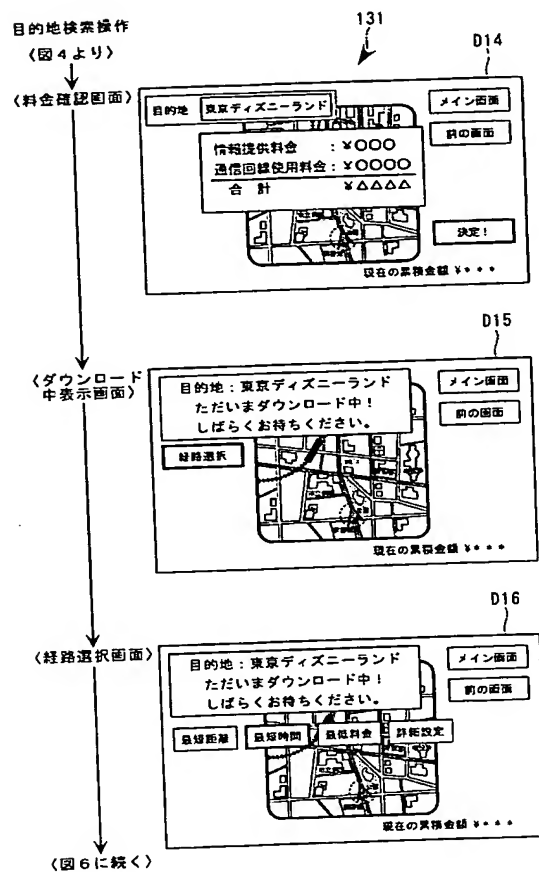 目的地検索操作
〈図4より〉
131
D14
〈料金確認画面〉
目的地 東京ディズニーランド
メイン画面
前の画面
情報提供料金 :¥○○○
通信回線使用料金:¥○○○○
合 計 ¥△△△△
決定!
現在の累積金額 ¥***
D15
〈ダウンロード
中表示画面〉
目的地:東京ディズニーランド
ただいまダウンロード中!
しばらくお待ちください。
メイン画面
前の画面
経路選択
現在の累積金額 ¥***
D16
〈経路選択画面〉
目的地:東京ディズニーランド
ただいまダウンロード中!
しばらくお待ちください。
メイン画面
前の画面
最短距離 最短時間 最低料金 詳細設定
現在の累積金額 ¥***
〈図6に続く〉